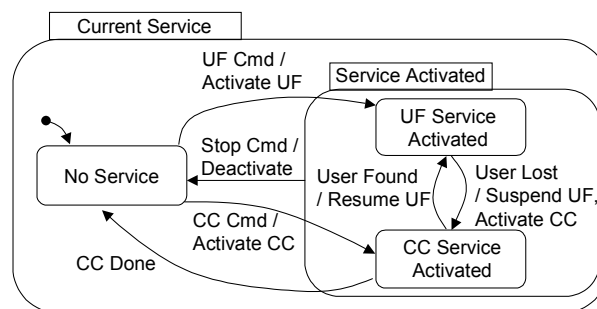 Current Service
UF Cmd /
Activate UF
Service Activated
UF Service
Activated
Stop Cmd /
Deactivate
No Service
User Found
/ Resume UF
User Lost
/ Suspend UF,
Activate CC
CC Cmd /
Activate CC
CC Service
Activated
CC Done